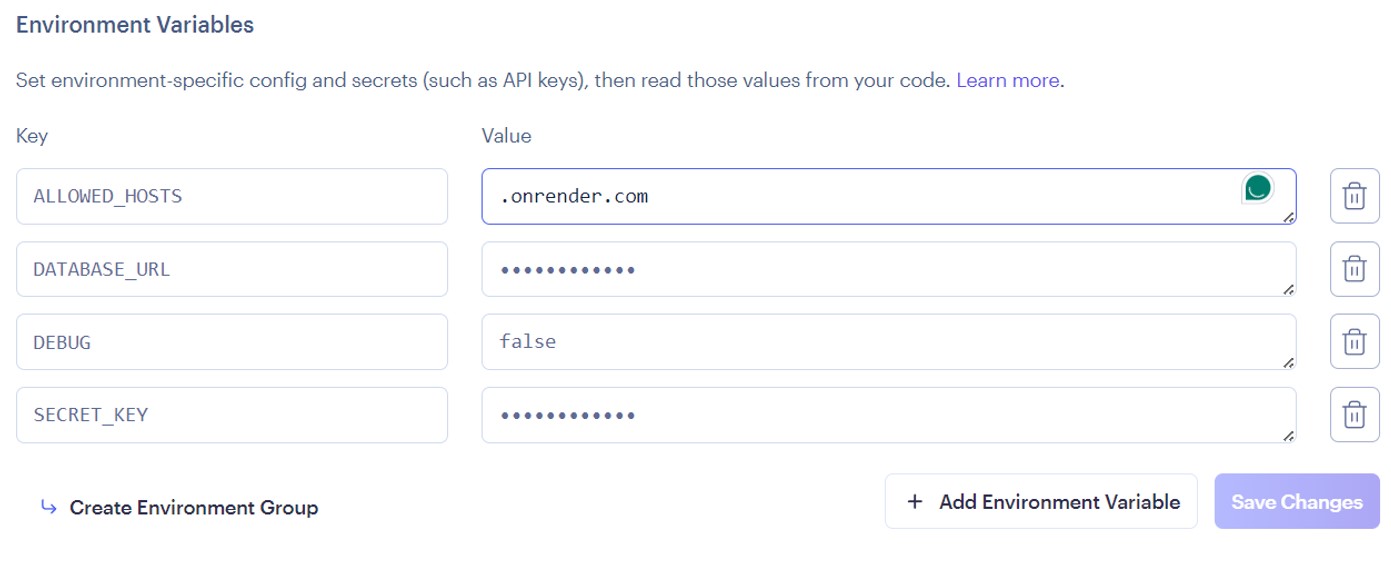 Environment Variables
Set environment-specific config and secrets (such as API keys), then read those values from your code. Learn more.
Key Value
ALLOWED_HOSTS .onrender.com
DATABASE_URL ••••••••••••
DEBUG false
SECRET_KEY ••••••••••••
Create Environment Group + Add Environment Variable Save Changes